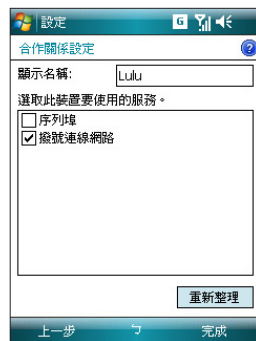 設定 G
合作關係設定 ?
顯示名稱: Lulu
選取此裝置要使用的服務。
序列埠
撥號連線網路
重新整理
上一步 ㄅ 完成